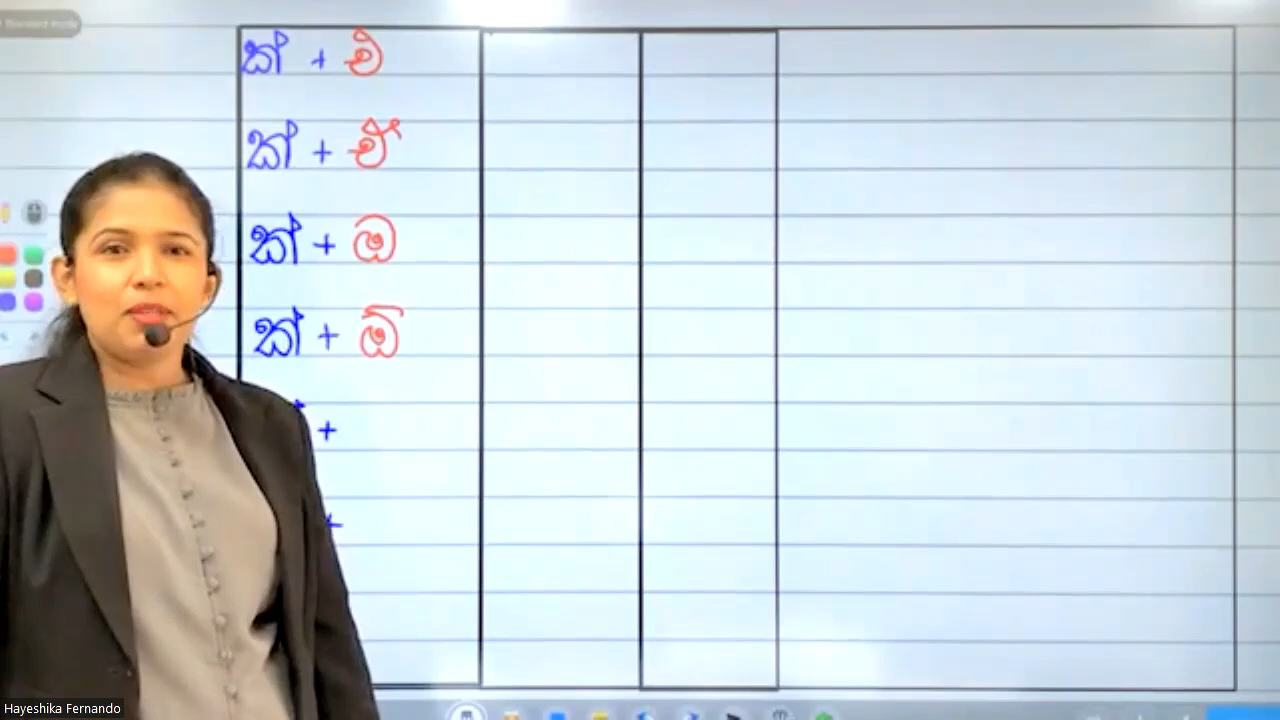 ක් + එ
ක් + ඒ
ක් + ඔ
ක් + ඕ
+
+
Hayeshika Fernando